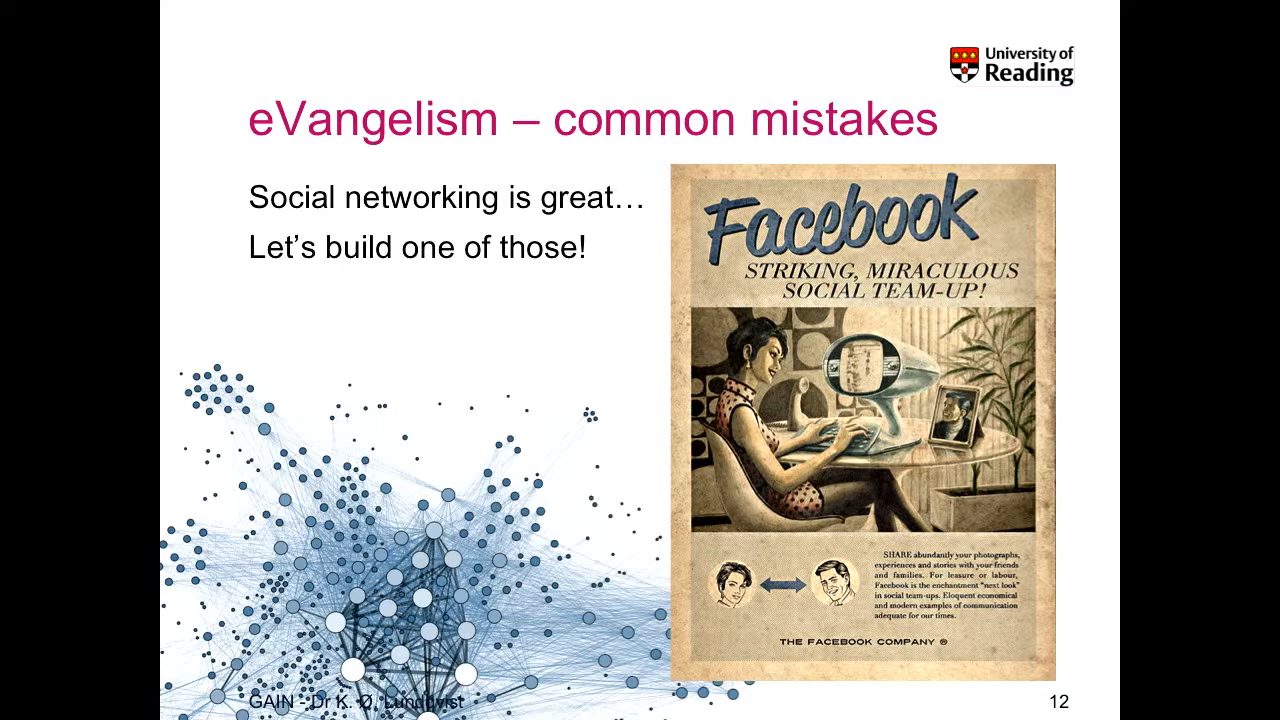 University of
Reading
eVangelism – common mistakes
Social networking is great…
Let's build one of those!
Facebook
STRIKING, MIRACULOUS
SOCIAL TEAM-UP!
SHARE abundantly your photographs,
experiences and stories with your friends
and families. For leasure or labour,
Facebook is the enchantment "next look"
in social team-ups. Eloquent economical
and modern examples of communication
adequate for our times.
THE FACEBOOK COMPANY ®
GAIN - Dr K. Ø. Lundqvist
12